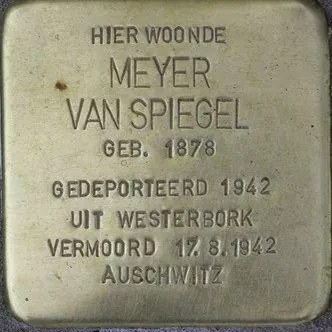 HIER WOONDE
MEYER
VAN SPIEGEL
GEB. 1878
GEDEPORTEERD 1942
UIT WESTERBORK
VERMOORD 17.8.1942
AUSCHWITZ